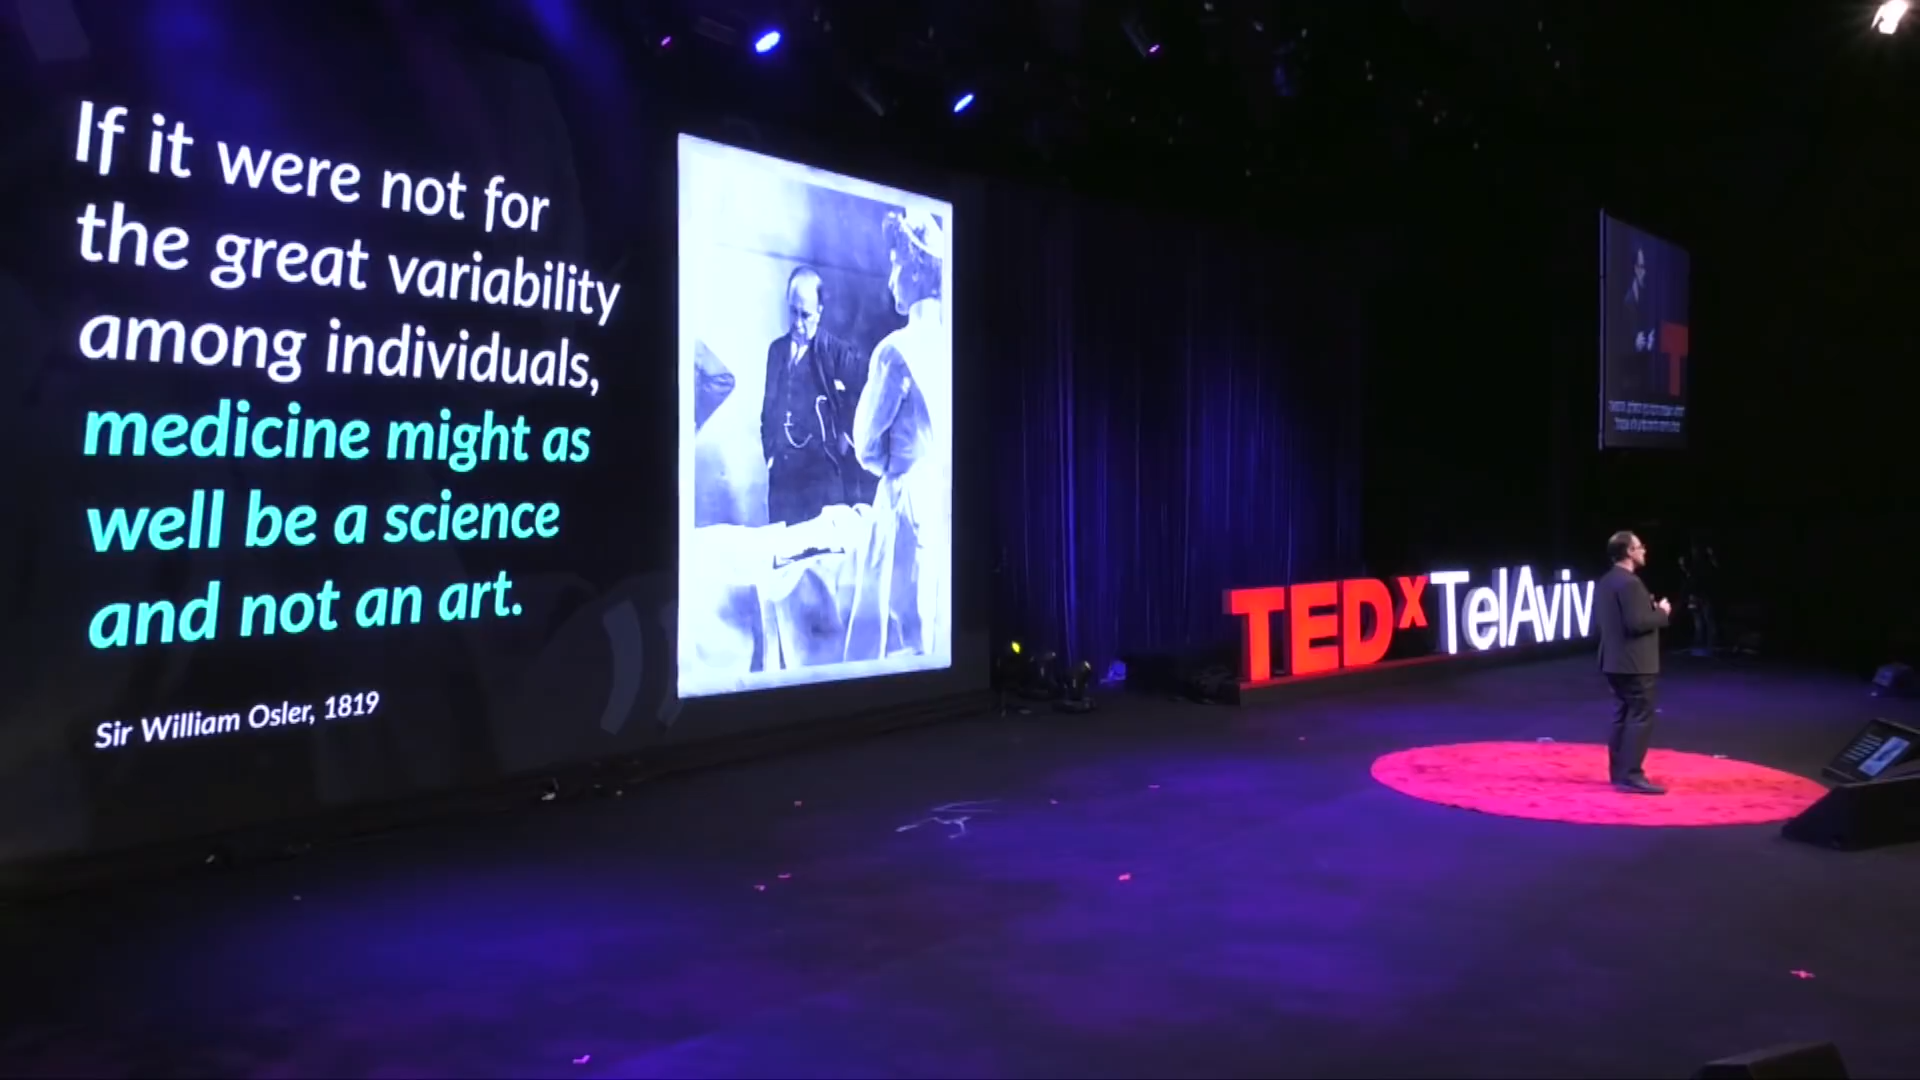 If it were not for
the great variability
among individuals,
medicine might as
well be a science
and not an art.
Sir William Osler, 1819
TEDxTelAviv
T